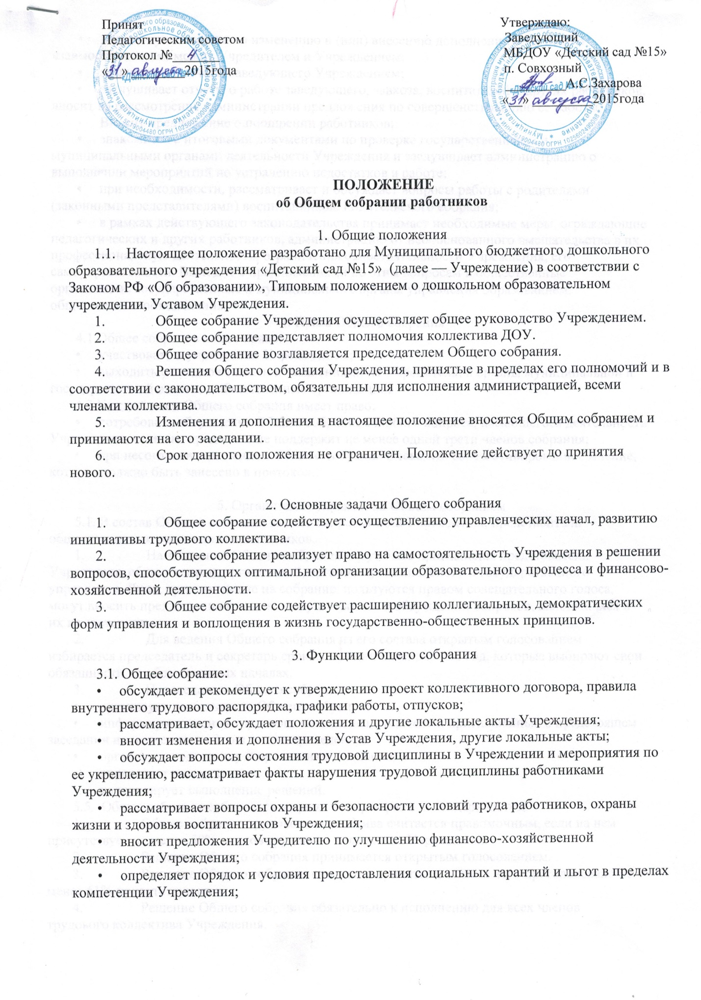 Принят
Педагогическим советом
Протокол № 4
«31» августа 2015года
Утверждаю:
Заведующий
МБДОУ «Детский сад №15»
п. Совхозный
А.С.Захарова
«31» августа 2015года
ПОЛОЖЕНИЕ
об Общем собрании работников
1. Общие положения
1.1. Настоящее положение разработано для Муниципального бюджетного дошкольного
образовательного учреждения «Детский сад №15» (далее — Учреждение) в соответствии с
Законом РФ «Об образовании», Типовым положением о дошкольном образовательном
учреждении, Уставом Учреждения.
1. Общее собрание Учреждения осуществляет общее руководство Учреждением.
2. Общее собрание представляет полномочия коллектива ДОУ.
3. Общее собрание возглавляется председателем Общего собрания.
4. Решения Общего собрания Учреждения, принятые в пределах его полномочий и в
соответствии с законодательством, обязательны для исполнения администрацией, всеми
членами коллектива.
5. Изменения и дополнения в настоящее положение вносятся Общим собранием и
принимаются на его заседании.
6. Срок данного положения не ограничен. Положение действует до принятия
нового.
2. Основные задачи Общего собрания
1. Общее собрание содействует осуществлению управленческих начал, развитию
инициативы трудового коллектива.
2. Общее собрание реализует право на самостоятельность Учреждения в решении
вопросов, способствующих оптимальной организации образовательного процесса и финансово-
хозяйственной деятельности.
3. Общее собрание содействует расширению коллегиальных, демократических
форм управления и воплощения в жизнь государственно-общественных принципов.
3. Функции Общего собрания
3.1. Общее собрание:
• обсуждает и рекомендует к утверждению проект коллективного договора, правила
внутреннего трудового распорядка, графики работы, отпусков;
• рассматривает, обсуждает положения и другие локальные акты Учреждения;
• вносит изменения и дополнения в Устав Учреждения, другие локальные акты;
• обсуждает вопросы состояния трудовой дисциплины в Учреждении и мероприятия по
ее укреплению, рассматривает факты нарушения трудовой дисциплины работниками
Учреждения;
• рассматривает вопросы охраны и безопасности условий труда работников, охраны
жизни и здоровья воспитанников Учреждения;
• вносит предложения Учредителю по улучшению финансово-хозяйственной
деятельности Учреждения;
• определяет порядок и условия предоставления социальных гарантий и льгот в пределах
компетенции Учреждения;